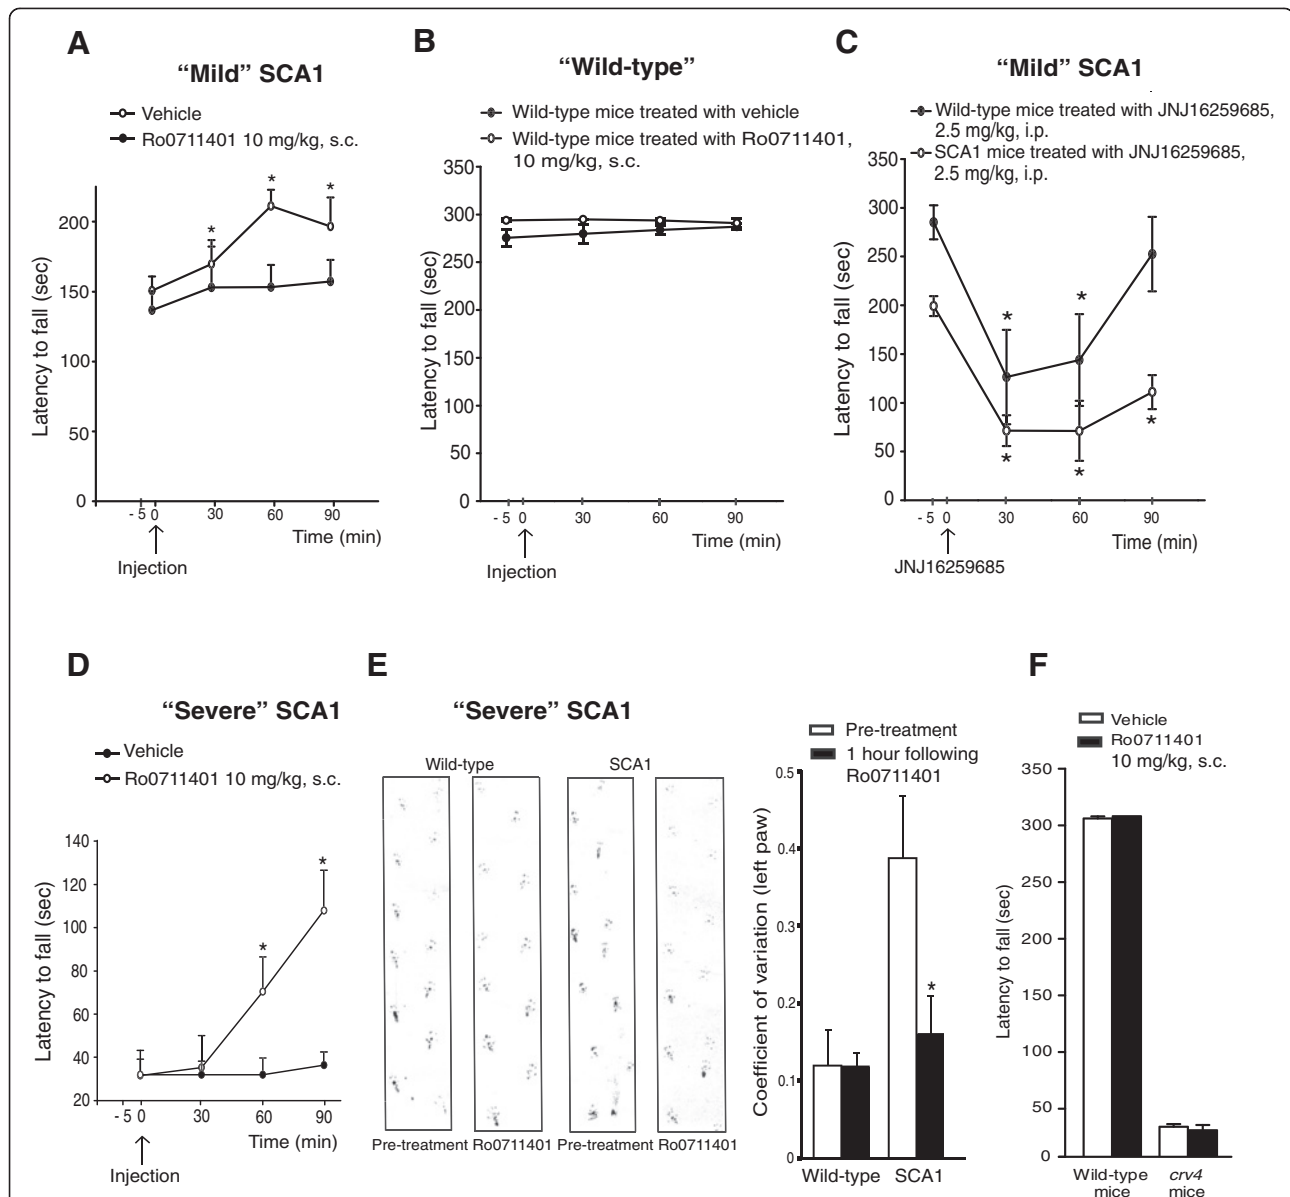 A
"Mild" SCA1
Vehicle
Ro0711401 10 mg/kg, s.c.
*
*
*
200
150
100
50
0
Latency to fall (sec)
- 5 0 30 60 90
Time (min)
Injection
B
"Wild-type"
Wild-type mice treated with vehicle
Wild-type mice treated with Ro0711401,
10 mg/kg, s.c.
350
300
250
200
150
100
50
0
Latency to fall (sec)
- 5 0 30 60 90
Time (min)
Injection
C
"Mild" SCA1
Wild-type mice treated with JNJ16259685,
2.5 mg/kg, i.p.
SCA1 mice treated with JNJ16259685,
2.5 mg/kg, i.p.
350
300
250
200
150
100
50
0
Latency to fall (sec)
*
*
*
*
*
- 5 0 30 60 90
Time (min)
JNJ16259685
D
"Severe" SCA1
Vehicle
Ro0711401 10 mg/kg, s.c.
140
120
100
80
60
40
20
Latency to fall (sec)
*
*
- 5 0 30 60 90
Time (min)
Injection
E
"Severe" SCA1
Wild-type SCA1
Pre-treatment Ro0711401 Pre-treatment Ro0711401
Pre-treatment
1 hour following
Ro0711401
0.5
0.4
0.3
0.2
0.1
0
Coefficient of variation (left paw)
*
Wild-type SCA1
F
Vehicle
Ro0711401
10 mg/kg, s.c.
350
300
250
300
150
100
50
0
Latency to fall (sec)
Wild-type crv4
mice mice